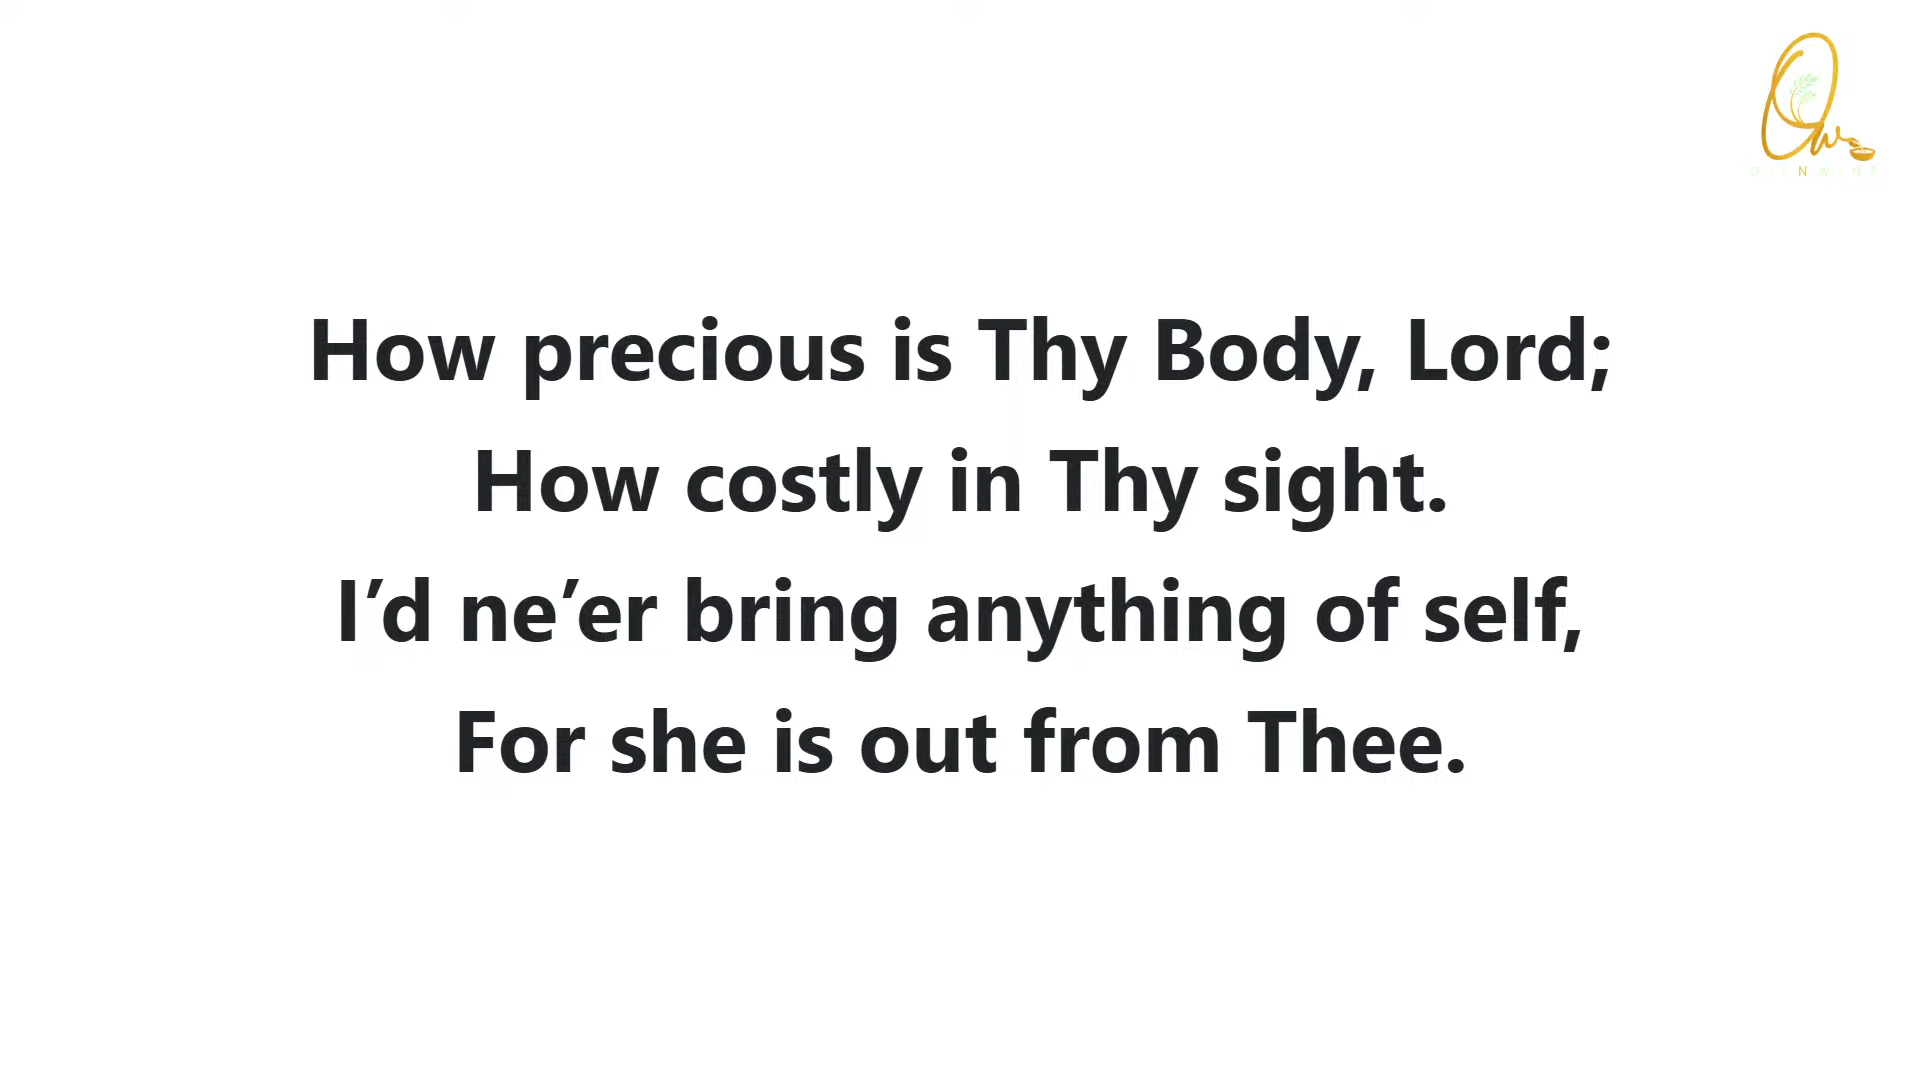 How precious is Thy Body, Lord;
How costly in Thy sight.
I’d ne’er bring anything of self,
For she is out from Thee.
OILNWINE